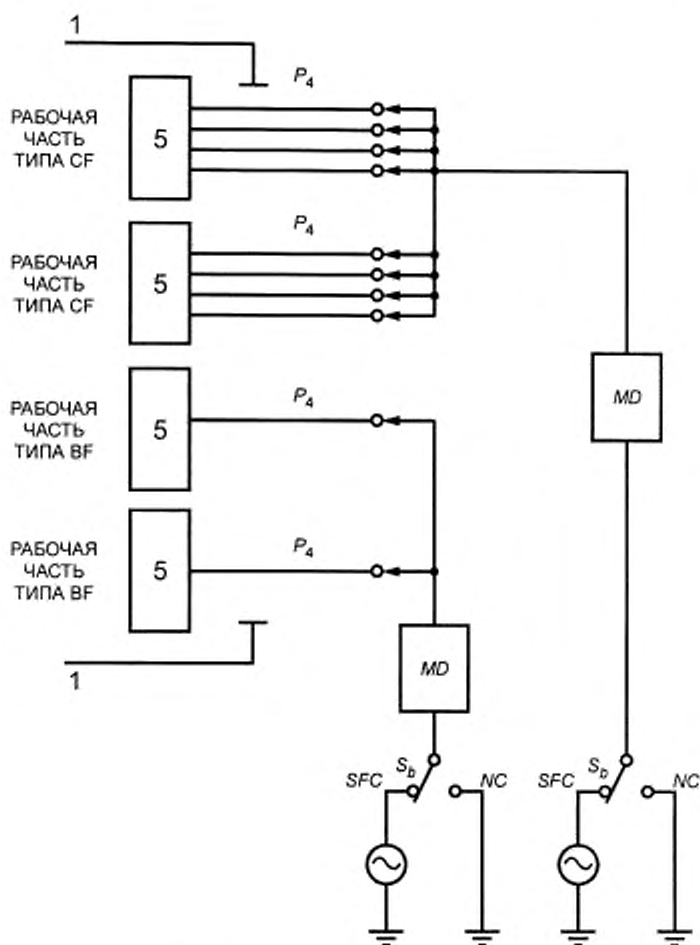 1
P4
РАБОЧАЯ
ЧАСТЬ
ТИПА CF
5
P4
РАБОЧАЯ
ЧАСТЬ
ТИПА CF
5
MD
P4
РАБОЧАЯ
ЧАСТЬ
ТИПА BF
5
P4
РАБОЧАЯ
ЧАСТЬ
ТИПА BF
5
1
MD
SFC Sb NC
SFC Sb NC